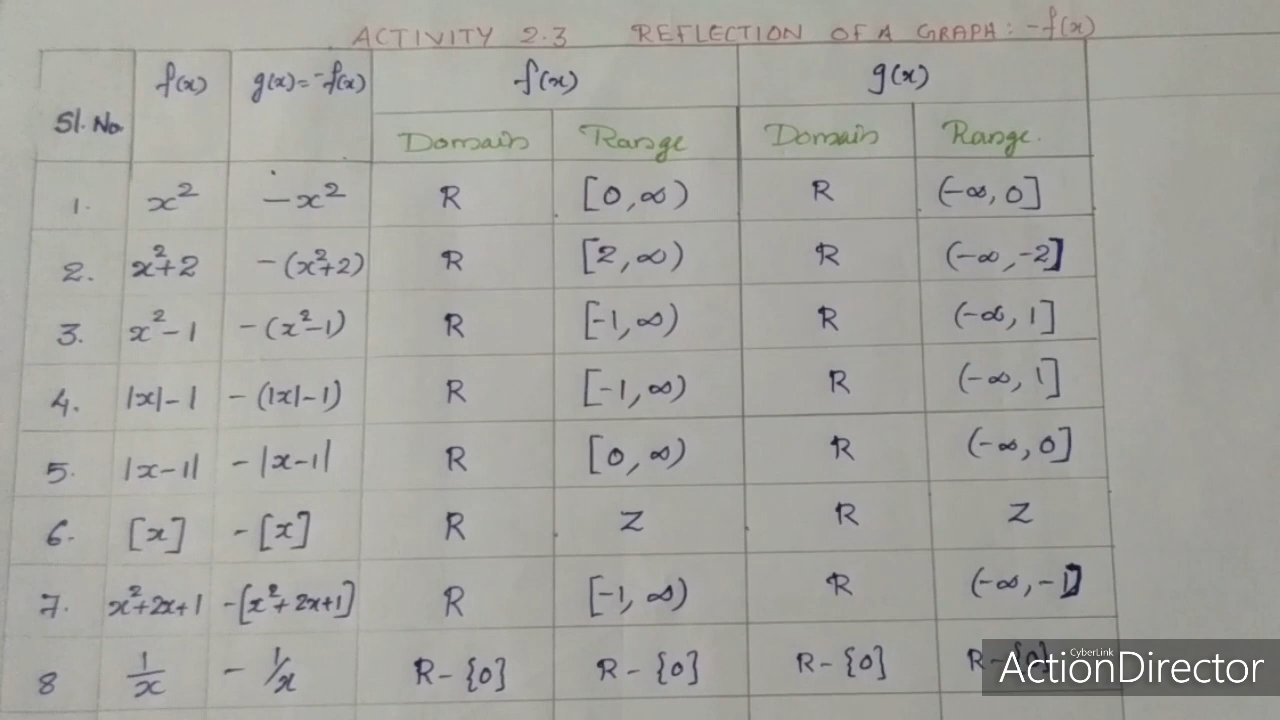 ACTIVITY 2.3 REFLECTION OF A GRAPH: -f(x)
Sl. No. f(x) g(x)=-f(x) f(x) g(x)
Domain Range Domain Range.
1. x² -x² R [0,∞) R (-∞,0]
2. x²+2 -(x²+2) R [2,∞) R (-∞,-2]
3. x²-1 -(x²-1) R [-1,∞) R (-∞,1]
4. |x|-1 -(|x|-1) R [-1,∞) R (-∞,1]
5. |x-1| -|x-1| R [0,∞) R (-∞,0]
6. [x] -[x] R Z R Z
7. x²+2x+1 -[x²+2x+1] R [-1,∞) R (-∞,-1]
8 1/x -1/x R-{0} R-{0} R-{0} R-{0}
CyberLink
ActionDirector